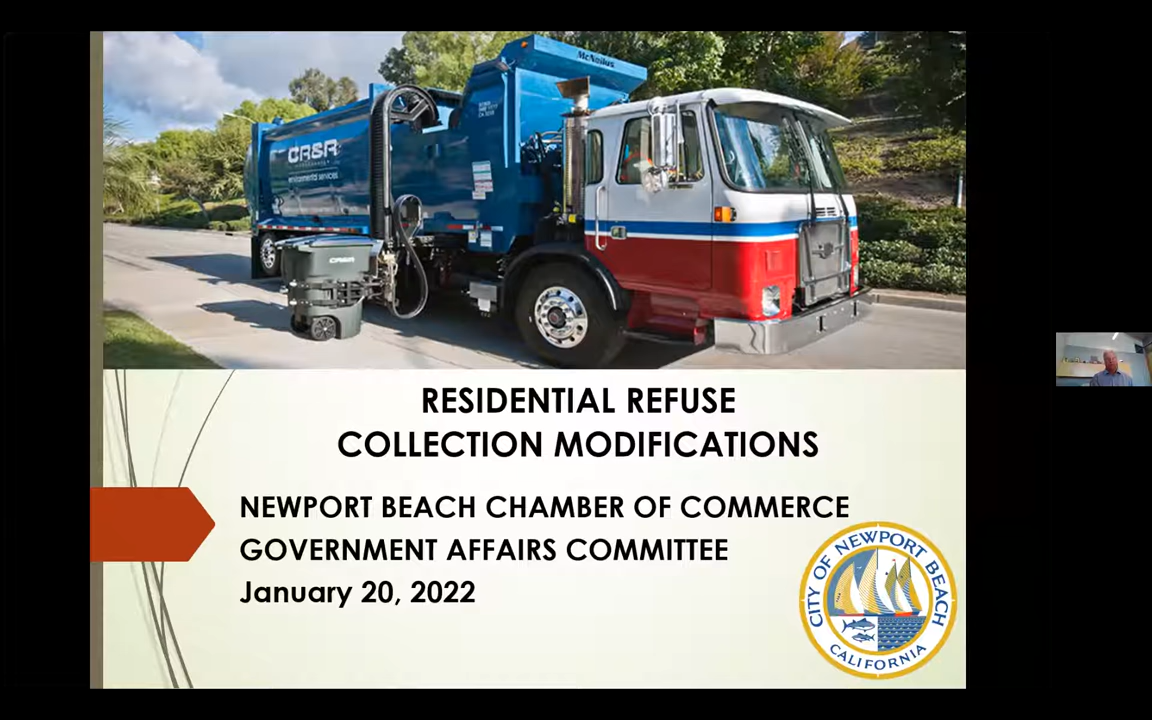 McNeilus
CR&R
environmental services
CR&R
RESIDENTIAL REFUSE
COLLECTION MODIFICATIONS
NEWPORT BEACH CHAMBER OF COMMERCE
GOVERNMENT AFFAIRS COMMITTEE
January 20, 2022
CITY OF NEWPORT BEACH
CALIFORNIA